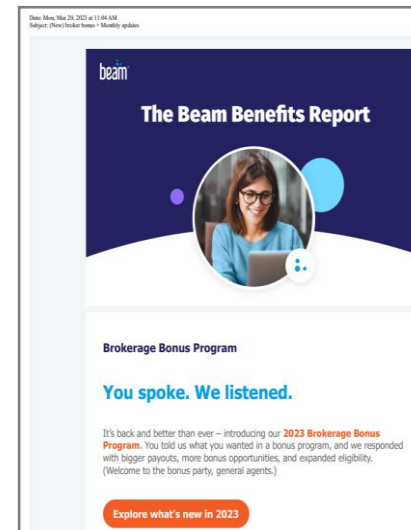 Date: Mon, Mar 20, 2023 at 11:04 AM
Subject: (New) broker bonus + Monthly updates
beam
The Beam Benefits Report
Brokerage Bonus Program
You spoke. We listened.
It's back and better than ever – introducing our 2023 Brokerage Bonus
Program. You told us what you wanted in a bonus program, and we responded
with bigger payouts, more bonus opportunities, and expanded eligibility.
(Welcome to the bonus party, general agents.)
Explore what's new in 2023